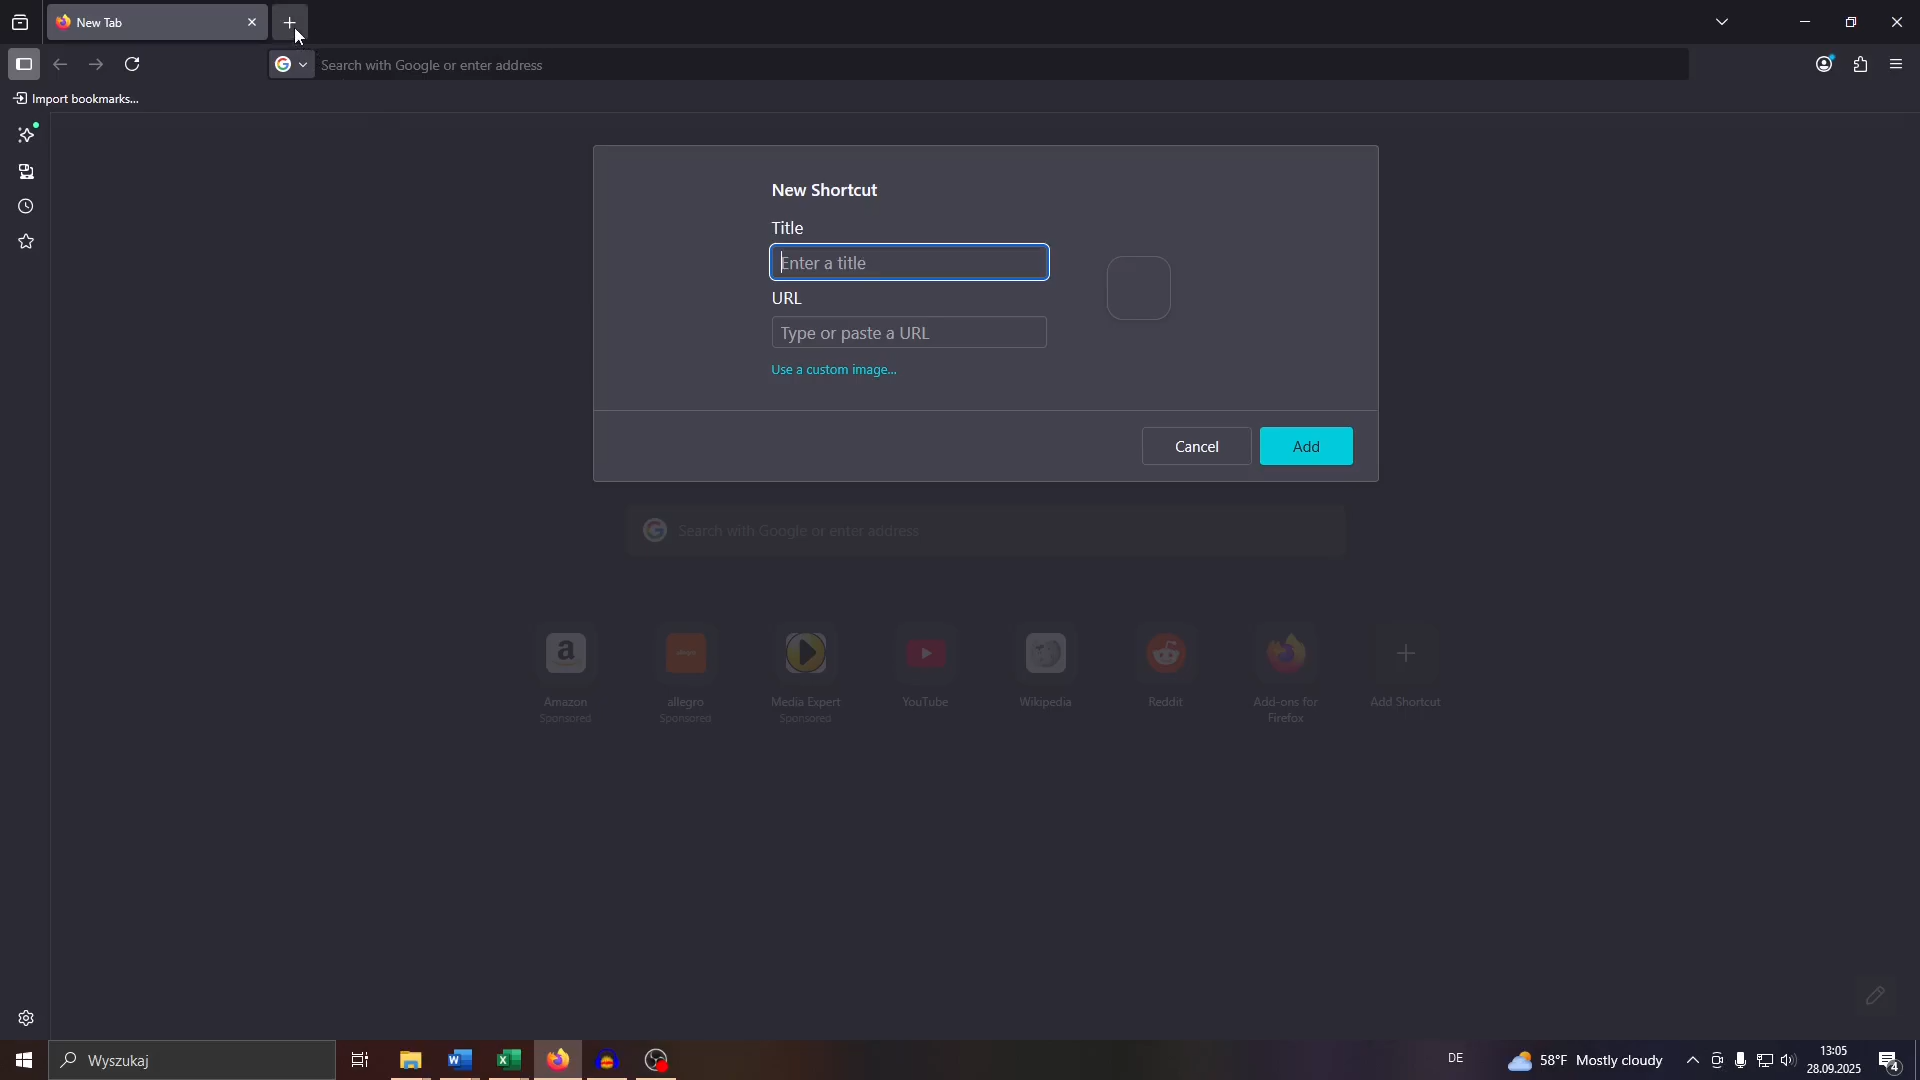 New Tab
Search with Google or enter address
Import bookmarks...
New Shortcut
Title
Enter a title
URL
Type or paste a URL
Use a custom image...
Cancel
Add
Search with Google or enter address
Amazon
Sponsored
allegro
Sponsored
Media Expert
Sponsored
YouTube
Wikipedia
Reddit
Add-ons for
Firefox
Add Shortcut
Wyszukaj
DE
58°F Mostly cloudy
13:05
28.09.2025
4